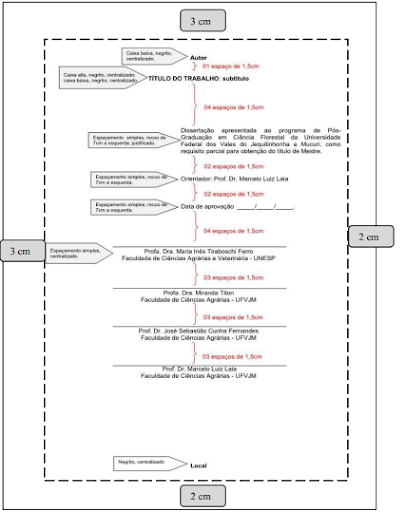 3 cm
Caixa baixa, negrito,
centralizado.
Autor
01 espaço de 1,5cm
Caixa alta, negrito, centralizado;
caixa baixa, negrito, centralizado.
TÍTULO DO TRABALHO: subtítulo
04 espaços de 1,5cm
Espaçamento simples, recuo de
7cm a esquerda, justificado.
Dissertação apresentada ao programa de Pós-
Graduação em Ciência Florestal da Universidade
Federal dos Vales do Jequitinhonha e Mucuri, como
requisito parcial para obtenção do título de Mestre.
02 espaços de 1,5cm
Espaçamento simples, recuo de
7cm a esquerda.
Orientador: Prof. Dr. Marcelo Luiz Laia
02 espaços de 1,5cm
Espaçamento simples, recuo de
7cm a esquerda.
Data de aprovação ____/____/____.
04 espaços de 1,5cm
2 cm
3 cm
Espaçamento simples,
centralizado.
Profa. Dra. Maria Inês Tiraboschi Ferro
Faculdade de Ciências Agrárias e Veterinária - UNESP
03 espaços de 1,5cm
Profa. Dra. Miranda Titon
Faculdade de Ciências Agrárias - UFVJM
03 espaços de 1,5cm
Prof. Dr. José Sebastião Cunha Fernandes
Faculdade de Ciências Agrárias - UFVJM
03 espaços de 1,5cm
Prof. Dr. Marcelo Luiz Laia
Faculdade de Ciências Agrárias - UFVJM
Negrito, centralizado
Local
2 cm